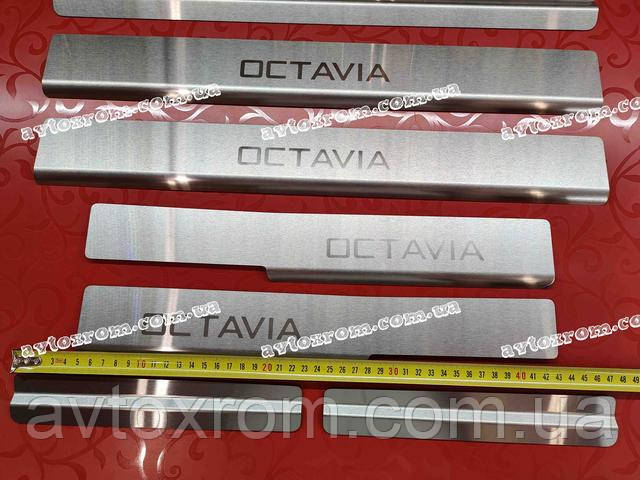 OCTAVIA
avtoxrom.com.ua avtoxrom.com.ua avtoxrom.com.ua
OCTAVIA
OCTAVIA
OCTAVIA
avtoxrom.com.ua avtoxrom.com.ua avtoxrom.com.ua
3 4 5 6 7 8 9 10 11 12 13 14 15 16 17 18 19 20 21 22 23 24 25 26 27 28 29 30 31 32 33 34 35 36 37 38 39 40 41 42 43 44 45 46 47 48 49
avtoxrom.com.ua